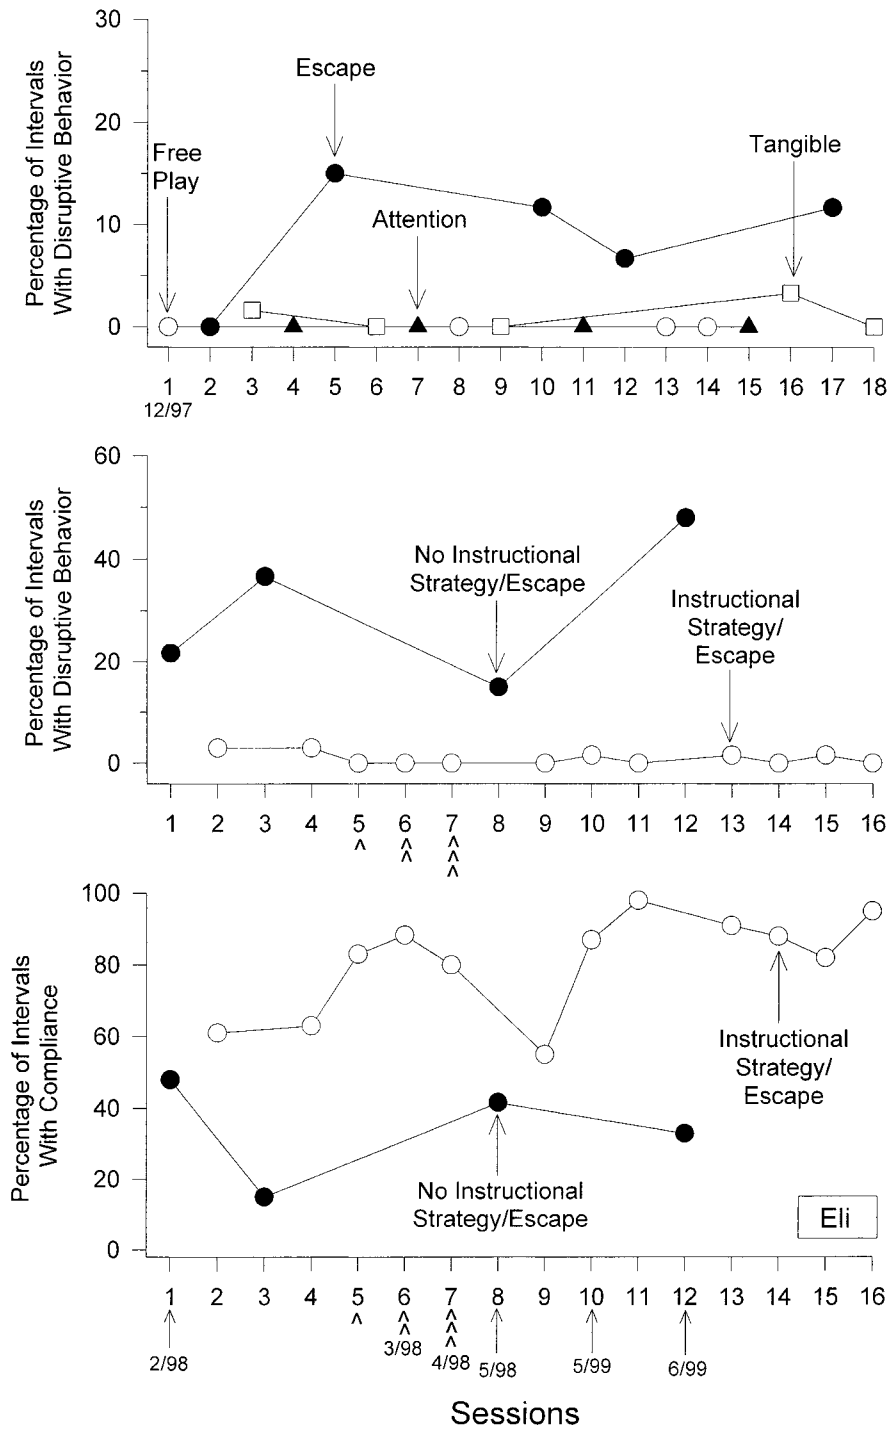 30
20
10
0
Percentage of Intervals
With Disruptive Behavior
Free
Play
Escape
Attention
Tangible
1 2 3 4 5 6 7 8 9 10 11 12 13 14 15 16 17 18
12/97
60
40
20
0
Percentage of Intervals
With Disruptive Behavior
No Instructional
Strategy/Escape
Instructional
Strategy/
Escape
1 2 3 4 5 6 7 8 9 10 11 12 13 14 15 16
^ ^ ^
^ ^
^
100
80
60
40
20
0
Percentage of Intervals
With Compliance
Instructional
Strategy/
Escape
No Instructional
Strategy/Escape
Eli
1 2 3 4 5 6 7 8 9 10 11 12 13 14 15 16
^ ^ ^
^ ^
^
2/98 3/98 4/98 5/98 5/99 6/99
Sessions